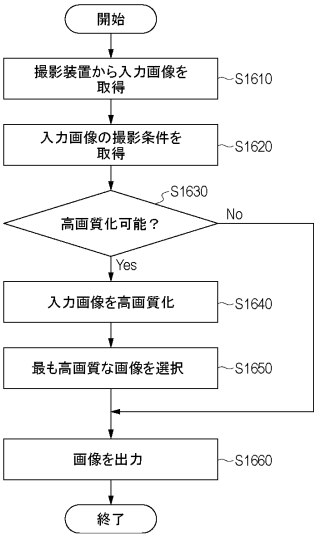 開始
撮影装置から入力画像を
取得
S1610
入力画像の撮影条件を
取得
S1620
S1630
高画質化可能?
No
Yes
入力画像を高画質化
S1640
最も高画質な画像を選択
S1650
画像を出力
S1660
終了